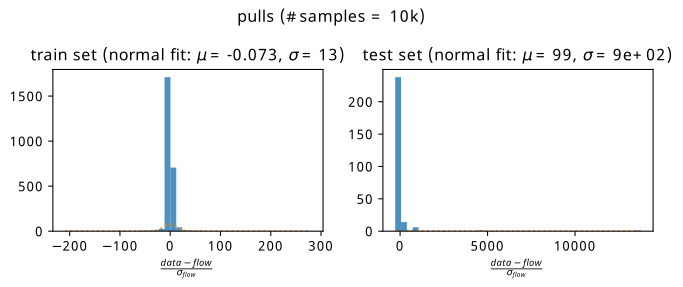 pulls (# samples = 10k)
train set (normal fit: μ = -0.073, σ = 13)
test set (normal fit: μ = 99, σ = 9e+02)
1500
1000
500
0
−200 −100 0 100 200 300
data − flow
σflow
200
150
100
50
0
0 5000 10000
data − flow
σflow